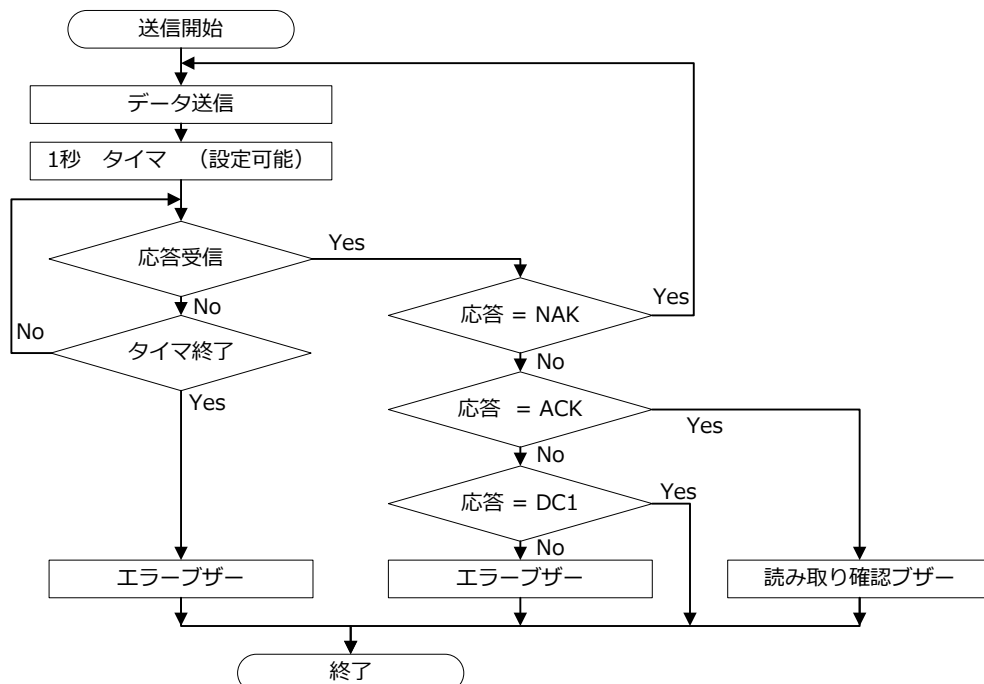 送信開始
データ送信
1秒　タイマ　（設定可能）
応答受信
Yes
No
タイマ終了
No
Yes
応答 = NAK
Yes
No
応答 = ACK
Yes
No
応答 = DC1
Yes
No
エラーブザー
エラーブザー
読み取り確認ブザー
終了